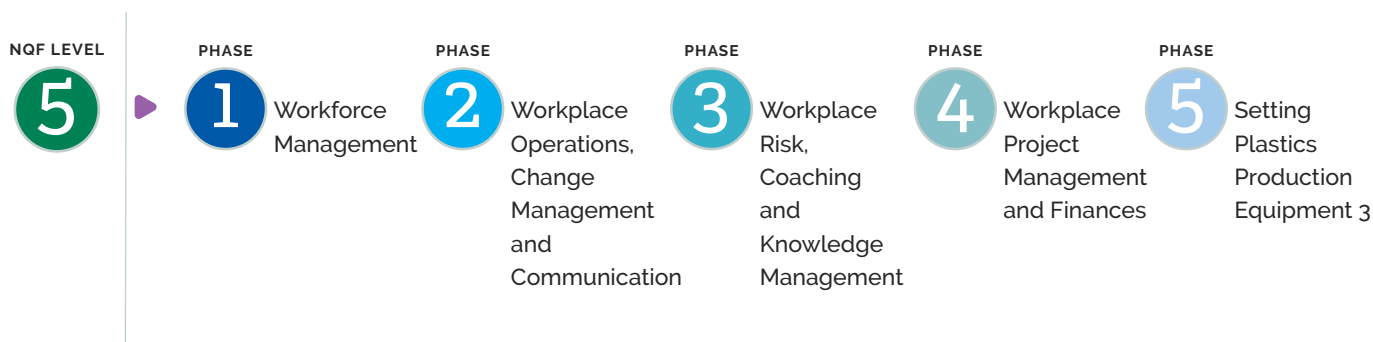 NQF LEVEL
5
PHASE
1
Workforce
Management
PHASE
2
Workplace
Operations,
Change
Management
and
Communication
PHASE
3
Workplace
Risk,
Coaching
and
Knowledge
Management
PHASE
4
Workplace
Project
Management
and Finances
PHASE
5
Setting
Plastics
Production
Equipment 3